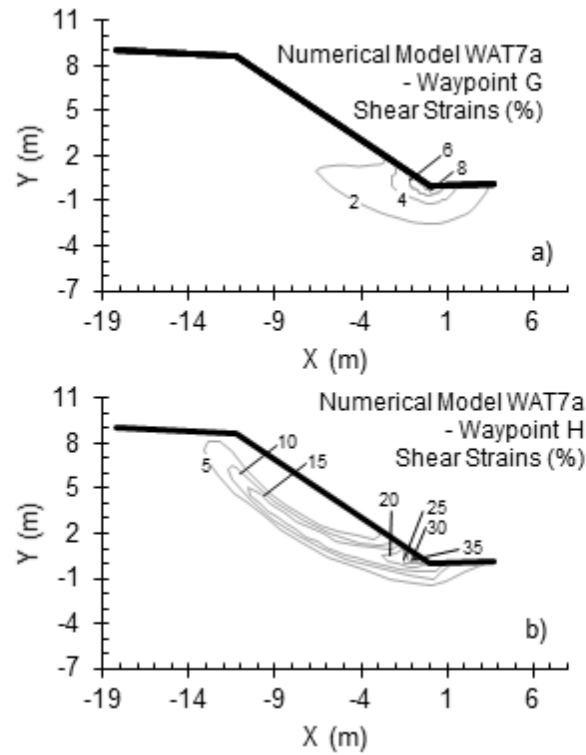 11
8
5
2
-1
-4
-7
Y (m)
Numerical Model WAT7a
- Waypoint G
Shear Strains (%)
6
8
4
2
a)
-19 -14 -9 -4 1 6
X (m)
11
8
5
2
-1
-4
-7
Y (m)
Numerical Model WAT7a
- Waypoint H
Shear Strains (%)
10
15
5
20
25
30
35
b)
-19 -14 -9 -4 1 6
X (m)